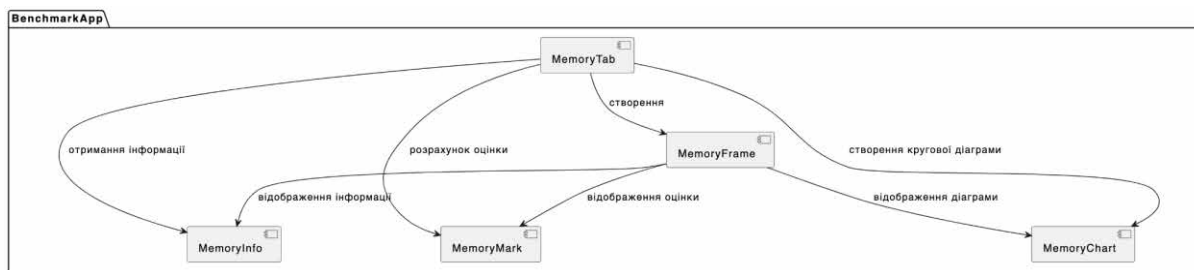 BenchmarkApp
MemoryTab
створення
отримання інформації
розрахунок оцінки
MemoryFrame
створення кругової діаграми
відображення інформації
відображення оцінки
відображення діаграми
MemoryInfo
MemoryMark
MemoryChart